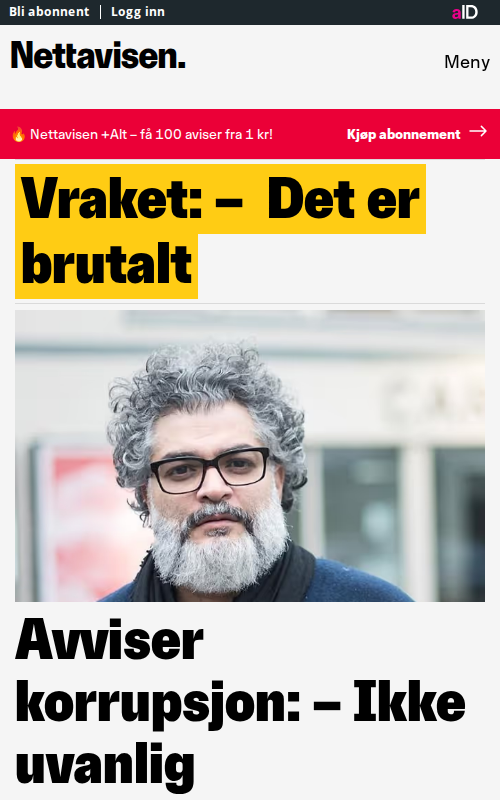 Bli abonnent | Logg inn
aID
Nettavisen.
Meny
🔥 Nettavisen +Alt – få 100 aviser fra 1 kr!
Kjøp abonnement →
Vraket: – Det er
brutalt
Avviser
korrupsjon: – Ikke
uvanlig